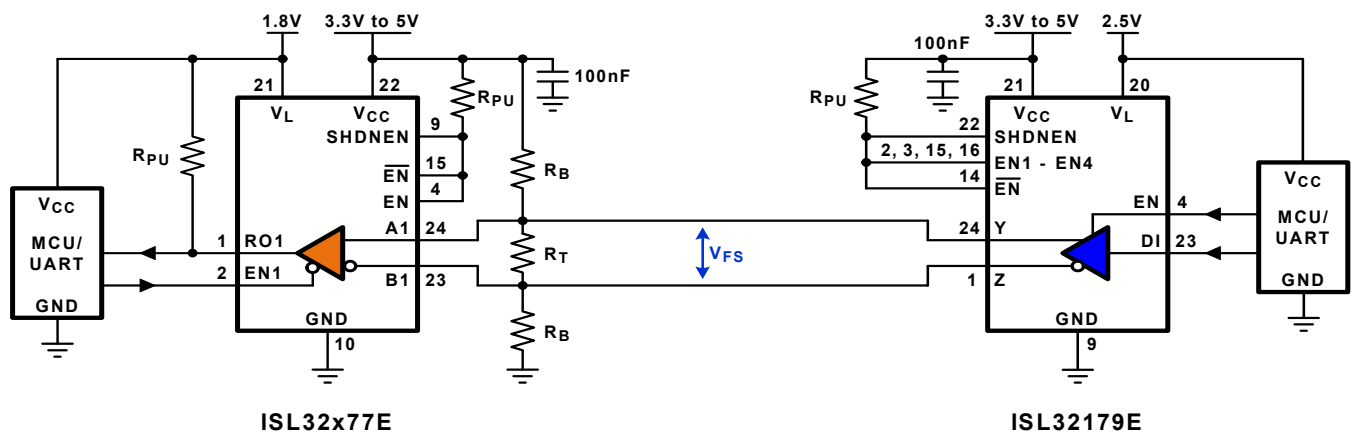 1.8V
3.3V to 5V
21
22
100nF
VL
VCC
RPU
SHDNEN
9
RPU
EN
15
EN
4
RB
VCC
MCU/
UART
GND
1
RO1
2
EN1
A1
24
B1
23
RT
VFS
GND
10
RB
ISL32x77E
3.3V to 5V
2.5V
100nF
21
20
RPU
VCC
VL
22
SHDNEN
2, 3, 15, 16
EN1 - EN4
14
EN
EN
4
24
Y
DI
23
1
Z
VCC
MCU/
UART
GND
GND
9
ISL32179E